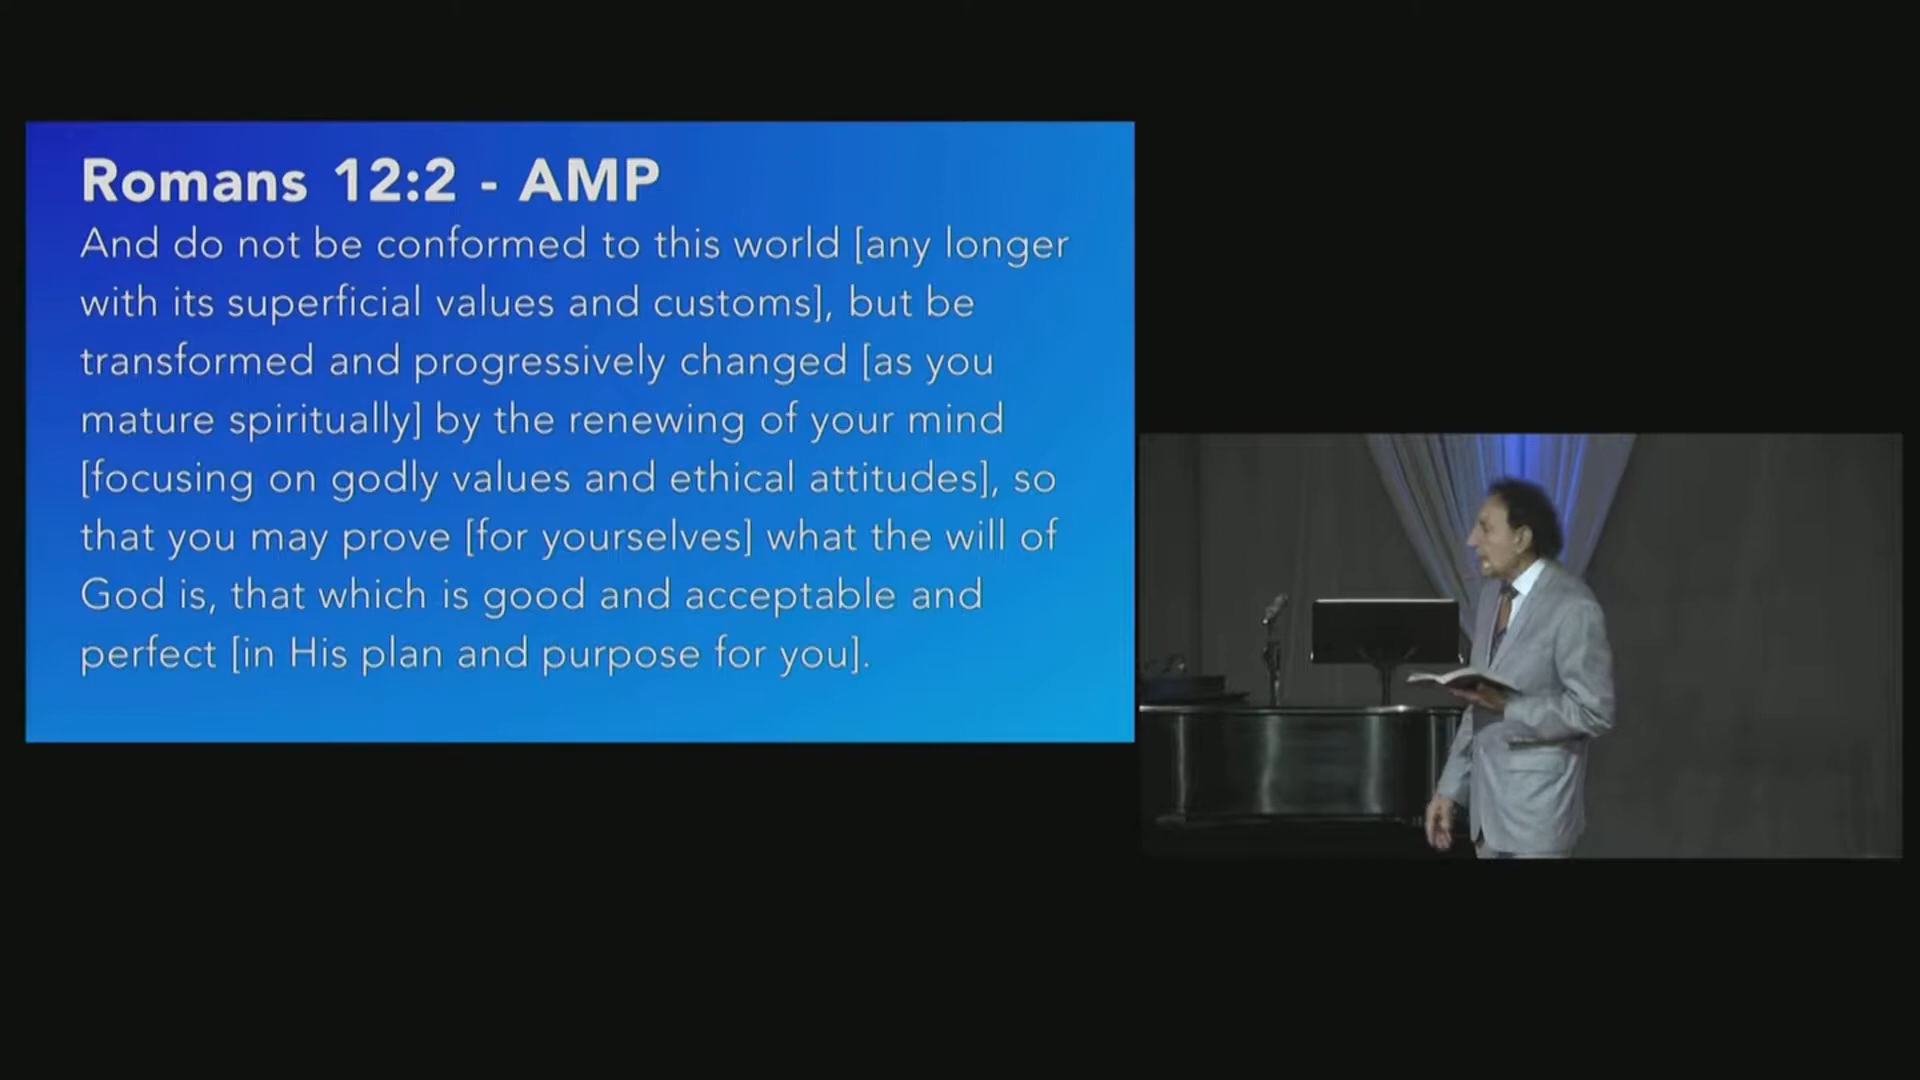 Romans 12:2 - AMP
And do not be conformed to this world [any longer
with its superficial values and customs], but be
transformed and progressively changed [as you
mature spiritually] by the renewing of your mind
[focusing on godly values and ethical attitudes], so
that you may prove [for yourselves] what the will of
God is, that which is good and acceptable and
perfect [in His plan and purpose for you].